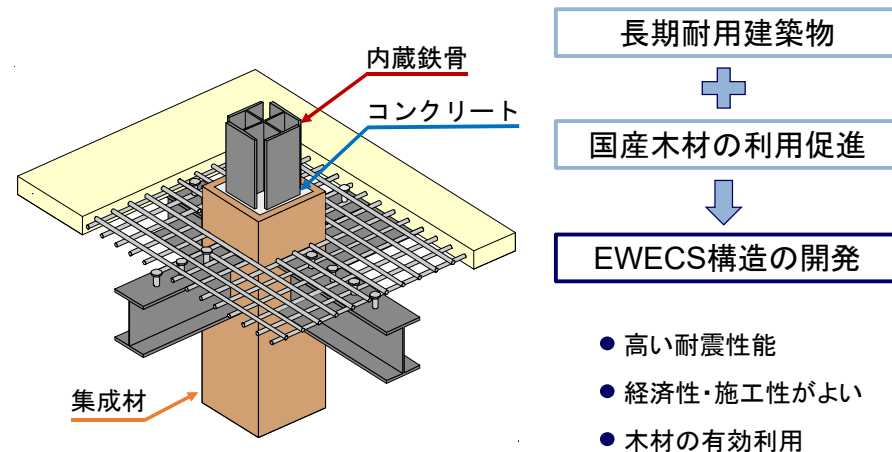 内蔵鉄骨
コンクリート
集成材
長期耐用建築物
国産木材の利用促進
EWECS構造の開発
● 高い耐震性能
● 経済性・施工性がよい
● 木材の有効利用